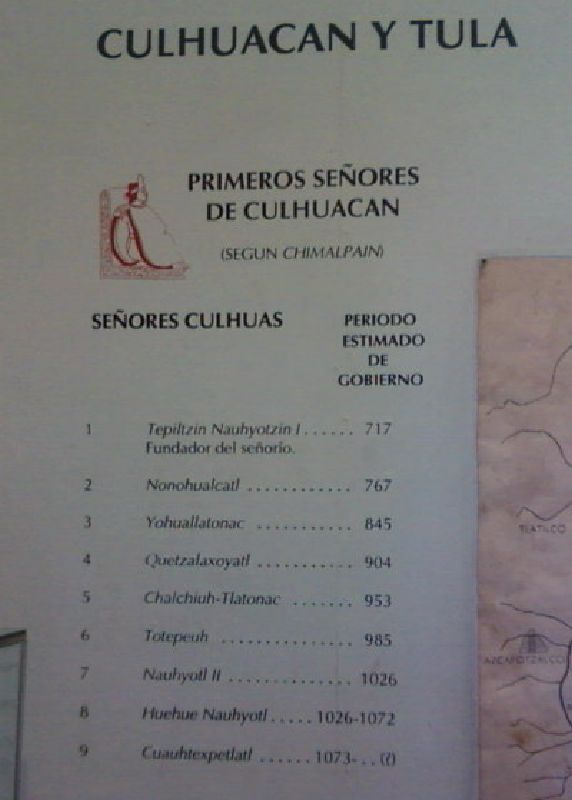 CULHUACAN Y TULA
PRIMEROS SEÑORES
DE CULHUACAN
(SEGUN CHIMALPAIN)
SEÑORES CULHUAS
PERIODO
ESTIMADO
DE
GOBIERNO
1 Tepiltzin Nauhyotzin I ...... 717
Fundador del señorío.
2 Nonohualcatl ............ 767
3 Yohuallatonac ........... 845
4 Quetzalaxoyatl ........... 904
5 Chalchiuh-Tlatonac ....... 953
6 Totepeuh ............... 985
7 Nauhyotl II .............. 1026
8 Huehue Nauhyotl ..... 1026-1072
9 Cuauhtexpetlatl ...... 1073- . . (?)
TLATILCO
AZCAPOTZALCO